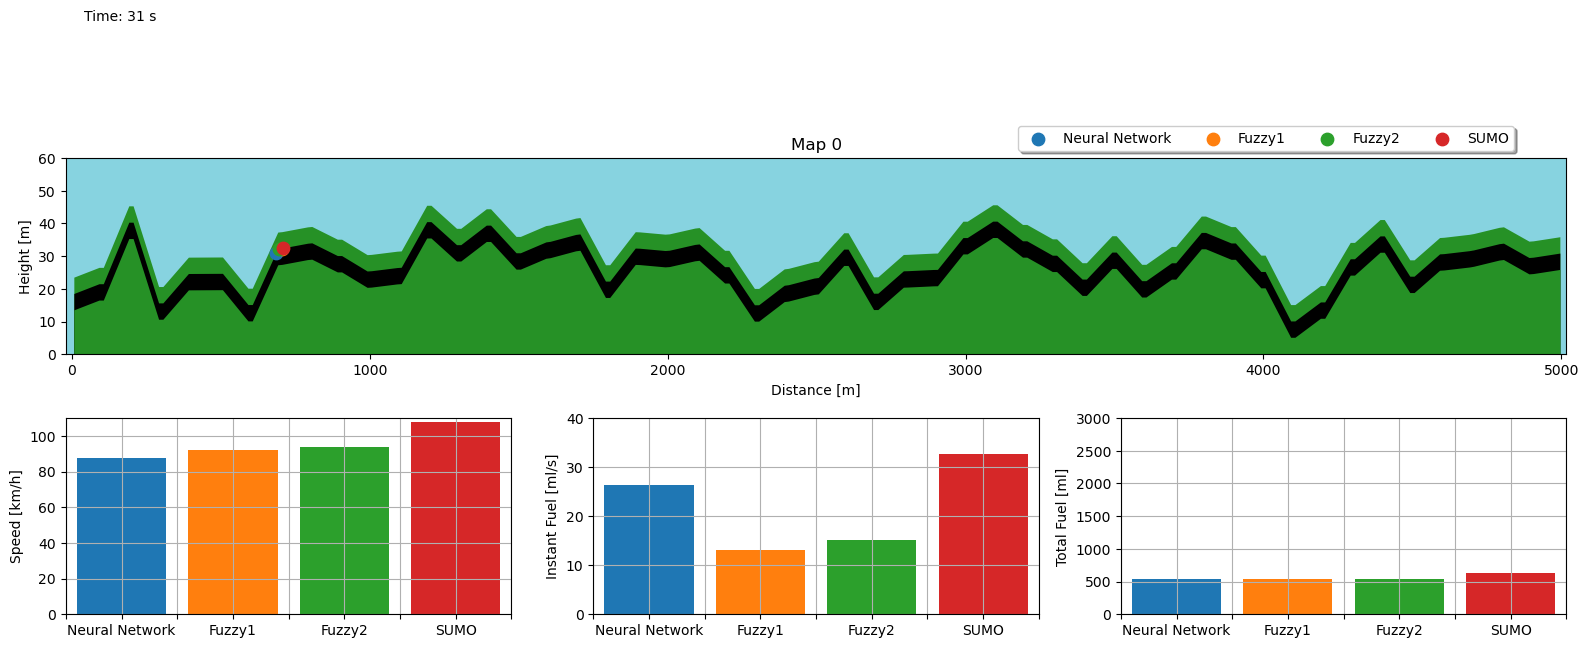 Time: 31 s
Map 0
Neural Network Fuzzy1 Fuzzy2 SUMO
Height [m]
60
50
40
30
20
10
0
0 1000 2000 3000 4000 5000
Distance [m]
Speed [km/h]
100
80
60
40
20
0
Neural Network Fuzzy1 Fuzzy2 SUMO
Instant Fuel [ml/s]
40
30
20
10
0
Neural Network Fuzzy1 Fuzzy2 SUMO
Total Fuel [ml]
3000
2500
2000
1500
1000
500
0
Neural Network Fuzzy1 Fuzzy2 SUMO